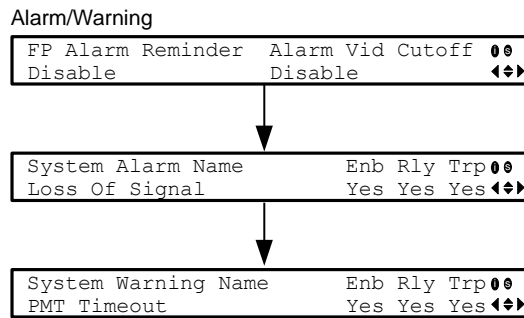 Alarm/Warning
FP Alarm Reminder Alarm Vid Cutoff
Disable Disable
System Alarm Name Enb Rly Trp
Loss Of Signal Yes Yes Yes
System Warning Name Enb Rly Trp
PMT Timeout Yes Yes Yes